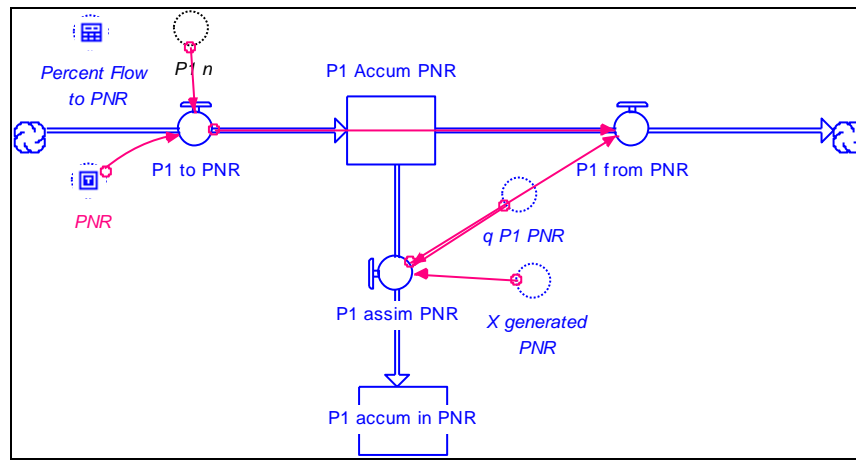 P1 n
Percent Flow
to PNR
P1 Accum PNR
P1 to PNR
P1 from PNR
PNR
q P1 PNR
P1 assim PNR
X generated
PNR
P1 accum in PNR